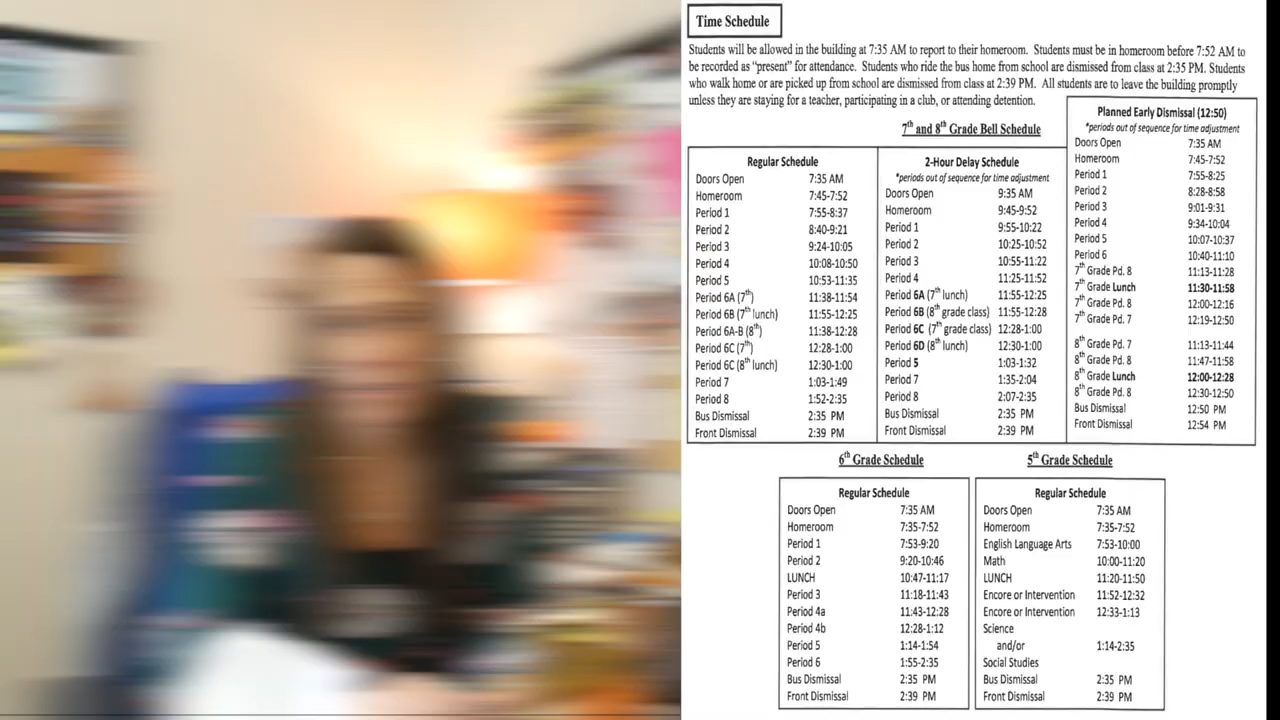 Time Schedule
Students will be allowed in the building at 7:35 AM to report to their homeroom. Students must be in homeroom before 7:52 AM to
be recorded as “present” for attendance. Students who ride the bus home from school are dismissed from class at 2:35 PM. Students
who walk home or are picked up from school are dismissed from class at 2:39 PM. All students are to leave the building promptly
unless they are staying for a teacher, participating in a club, or attending detention.
7th and 8th Grade Bell Schedule
Regular Schedule
Doors Open 7:35 AM
Homeroom 7:45-7:52
Period 1 7:55-8:37
Period 2 8:40-9:21
Period 3 9:24-10:05
Period 4 10:08-10:50
Period 5 10:53-11:35
Period 6A (7th) 11:38-11:54
Period 6B (7th lunch) 11:55-12:25
Period 6A-B (8th) 11:38-12:28
Period 6C (7th) 12:28-1:00
Period 6C (8th lunch) 12:30-1:00
Period 7 1:03-1:49
Period 8 1:52-2:35
Bus Dismissal 2:35 PM
Front Dismissal 2:39 PM
2-Hour Delay Schedule
*periods out of sequence for time adjustment
Doors Open 9:35 AM
Homeroom 9:45-9:52
Period 1 9:55-10:22
Period 2 10:25-10:52
Period 3 10:55-11:22
Period 4 11:25-11:52
Period 6A (7th lunch) 11:55-12:25
Period 6B (8th grade class) 11:55-12:28
Period 6C (7th grade class) 12:28-1:00
Period 6D (8th lunch) 12:30-1:00
Period 5 1:03-1:32
Period 7 1:35-2:04
Period 8 2:07-2:35
Bus Dismissal 2:35 PM
Front Dismissal 2:39 PM
Planned Early Dismissal (12:50)
*periods out of sequence for time adjustment
Doors Open 7:35 AM
Homeroom 7:45-7:52
Period 1 7:55-8:25
Period 2 8:28-8:58
Period 3 9:01-9:31
Period 4 9:34-10:04
Period 5 10:07-10:37
Period 6 10:40-11:10
7th Grade Pd. 8 11:13-11:28
7th Grade Lunch 11:30-11:58
7th Grade Pd. 8 12:00-12:16
7th Grade Pd. 7 12:19-12:50
8th Grade Pd. 7 11:13-11:44
8th Grade Pd. 8 11:47-11:58
8th Grade Lunch 12:00-12:28
8th Grade Pd. 8 12:30-12:50
Bus Dismissal 12:50 PM
Front Dismissal 12:54 PM
6th Grade Schedule
Regular Schedule
Doors Open 7:35 AM
Homeroom 7:35-7:52
Period 1 7:53-9:20
Period 2 9:20-10:46
LUNCH 10:47-11:17
Period 3 11:18-11:43
Period 4a 11:43-12:28
Period 4b 12:28-1:12
Period 5 1:14-1:54
Period 6 1:55-2:35
Bus Dismissal 2:35 PM
Front Dismissal 2:39 PM
5th Grade Schedule
Regular Schedule
Doors Open 7:35 AM
Homeroom 7:35-7:52
English Language Arts 7:53-10:00
Math 10:00-11:20
LUNCH 11:20-11:50
Encore or Intervention 11:52-12:32
Encore or Intervention 12:33-1:13
Science
and/or 1:14-2:35
Social Studies
Bus Dismissal 2:35 PM
Front Dismissal 2:39 PM